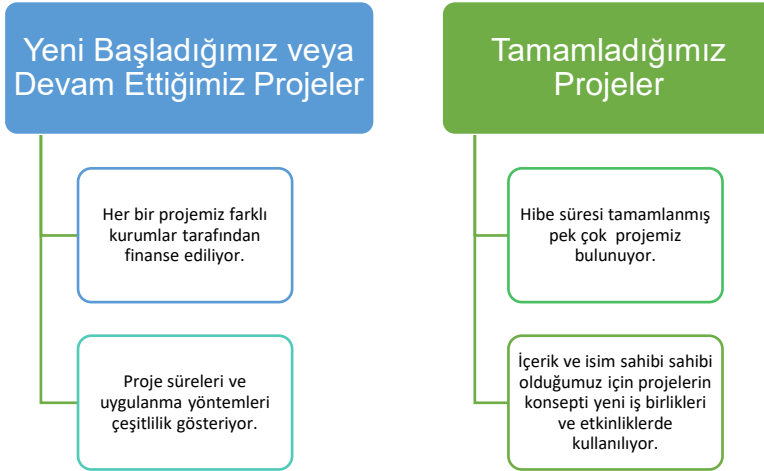 Yeni Başladığımız veya
Devam Ettiğimiz Projeler
Her bir projemiz farklı
kurumlar tarafından
finanse ediliyor.
Proje süreleri ve
uygulanma yöntemleri
çeşitlilik gösteriyor.
Tamamladığımız
Projeler
Hibe süresi tamamlanmış
pek çok projemiz
bulunuyor.
İçerik ve isim sahibi sahibi
olduğumuz için projelerin
konsepti yeni iş birlikleri
ve etkinliklerde
kullanılıyor.